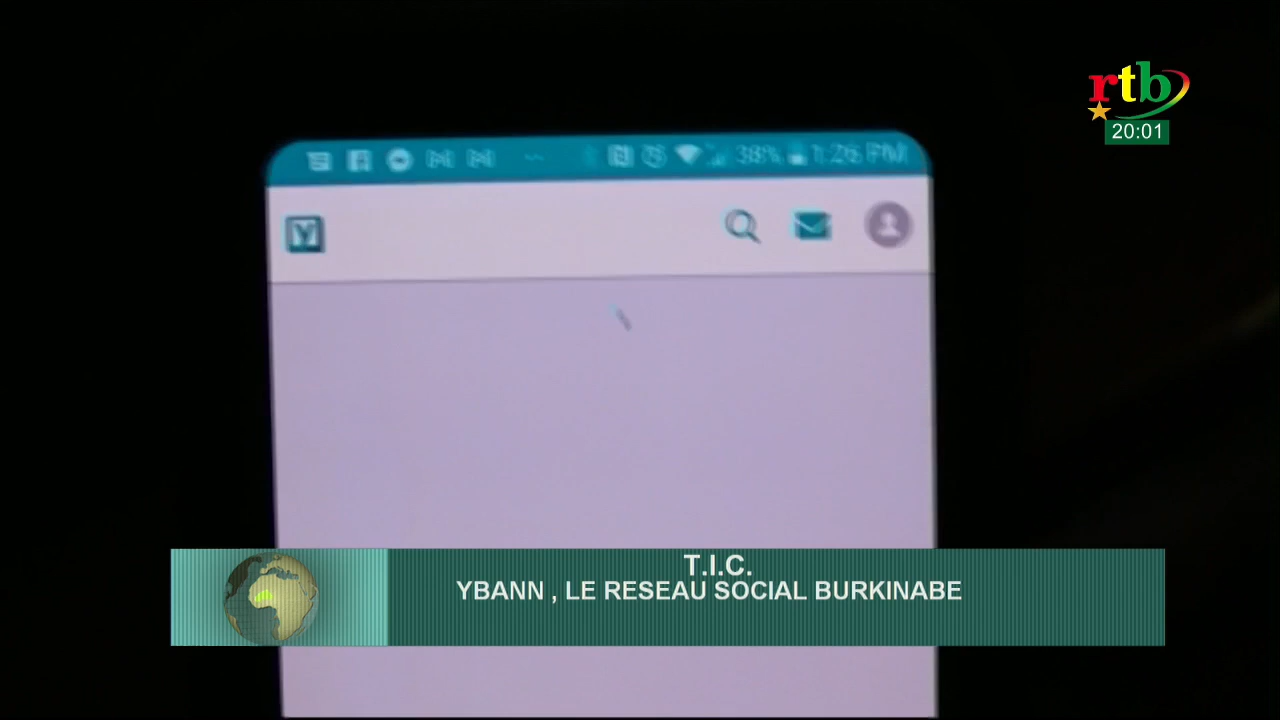 rtb
20:01
38% 1:26 PM
Y
T.I.C.
YBANN , LE RESEAU SOCIAL BURKINABE